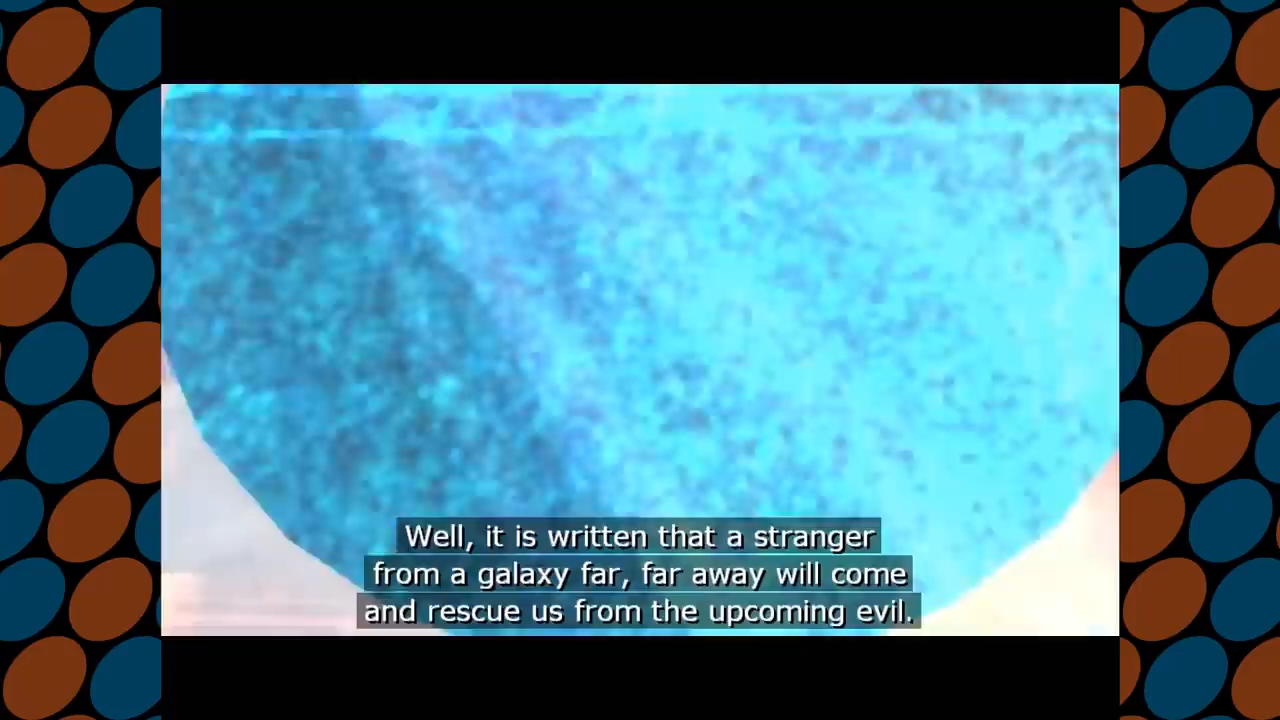 Well, it is written that a stranger
from a galaxy far, far away will come
and rescue us from the upcoming evil.